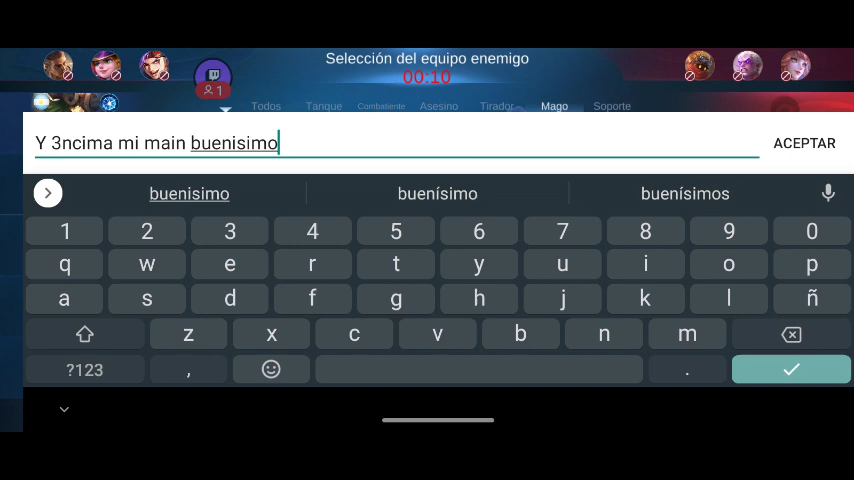 Selección del equipo enemigo
00:10
1
Todos Tanque Combatiente Asesino Tirador Mago Soporte
Y 3ncima mi main buenisimo
ACEPTAR
buenisimo buenísimo buenísimos
1 2 3 4 5 6 7 8 9 0
q w e r t y u i o p
a s d f g h j k l ñ
z x c v b n m
?123 , .